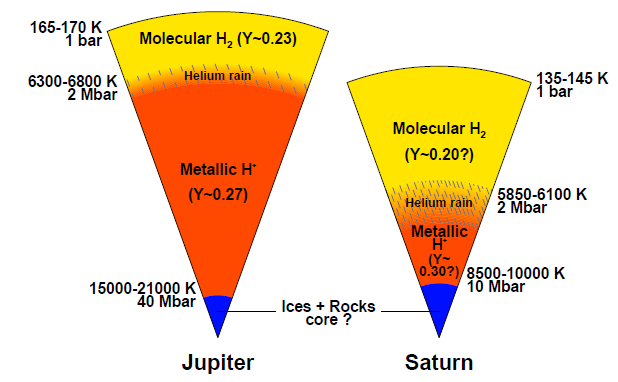 165-170 K
1 bar
Molecular H₂ (Y~0.23)
6300-6800 K
2 Mbar
Helium rain
Metallic H⁺
(Y~0.27)
15000-21000 K
40 Mbar
Ices + Rocks
core ?
Jupiter
135-145 K
1 bar
Molecular H₂
(Y~0.20?)
Helium rain
5850-6100 K
2 Mbar
Metallic
H⁺
(Y~
0.30?)
8500-10000 K
10 Mbar
Saturn